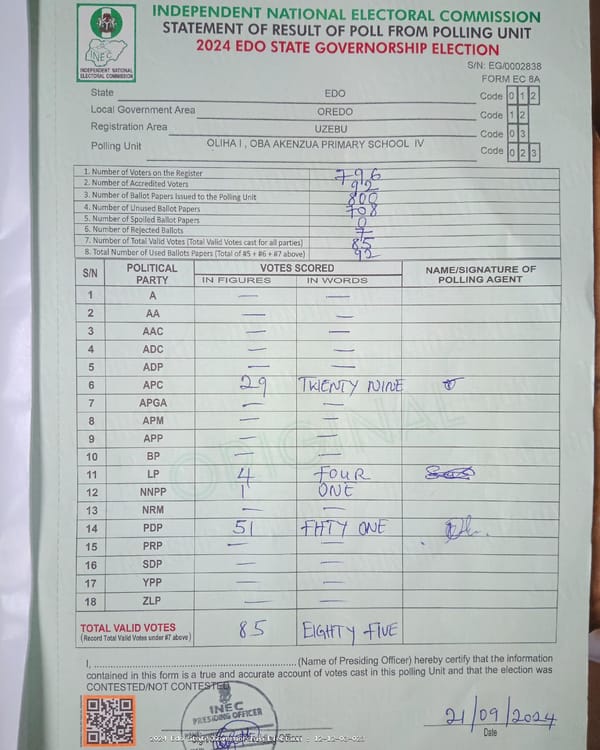 INDEPENDENT NATIONAL ELECTORAL COMMISSION
STATEMENT OF RESULT OF POLL FROM POLLING UNIT
2024 EDO STATE GOVERNORSHIP ELECTION
INEC
INDEPENDENT NATIONAL
ELECTORAL COMMISSION
S/N: EG/0002838
FORM EC 8A
State EDO Code 0 1 2
Local Government Area OREDO Code 1 2
Registration Area UZEBU Code 0 3
Polling Unit OLIHA I , OBA AKENZUA PRIMARY SCHOOL IV Code 0 2 3
1. Number of Voters on the Register 796
2. Number of Accredited Voters 92
3. Number of Ballot Papers Issued to the Polling Unit 800
4. Number of Unused Ballot Papers 708
5. Number of Spoiled Ballot Papers 0
6. Number of Rejected Ballots 7
7. Number of Total Valid Votes (Total Valid Votes cast for all parties) 85
8. Total Number of Used Ballots Papers (Total of #5 + #6 + #7 above) 92
S/N POLITICAL PARTY VOTES SCORED NAME/SIGNATURE OF POLLING AGENT
IN FIGURES IN WORDS
1 A — —
2 AA — —
3 AAC — —
4 ADC — —
5 ADP — —
6 APC 29 TWENTY NINE
7 APGA — —
8 APM — —
9 APP — —
10 BP — —
11 LP 4 FOUR
12 NNPP 1 ONE
13 NRM — —
14 PDP 51 FIFTY ONE
15 PRP — —
16 SDP — —
17 YPP — —
18 ZLP — —
ORIGINAL
TOTAL VALID VOTES 85 EIGHTY FIVE
(Record Total Valid Votes under #7 above)
I, ............................................................ (Name of Presiding Officer) hereby certify that the information
contained in this form is a true and accurate account of votes cast in this polling Unit and that the election was
CONTESTED/NOT CONTESTED
INEC
PRESIDING OFFICER
21/09/2024
Date